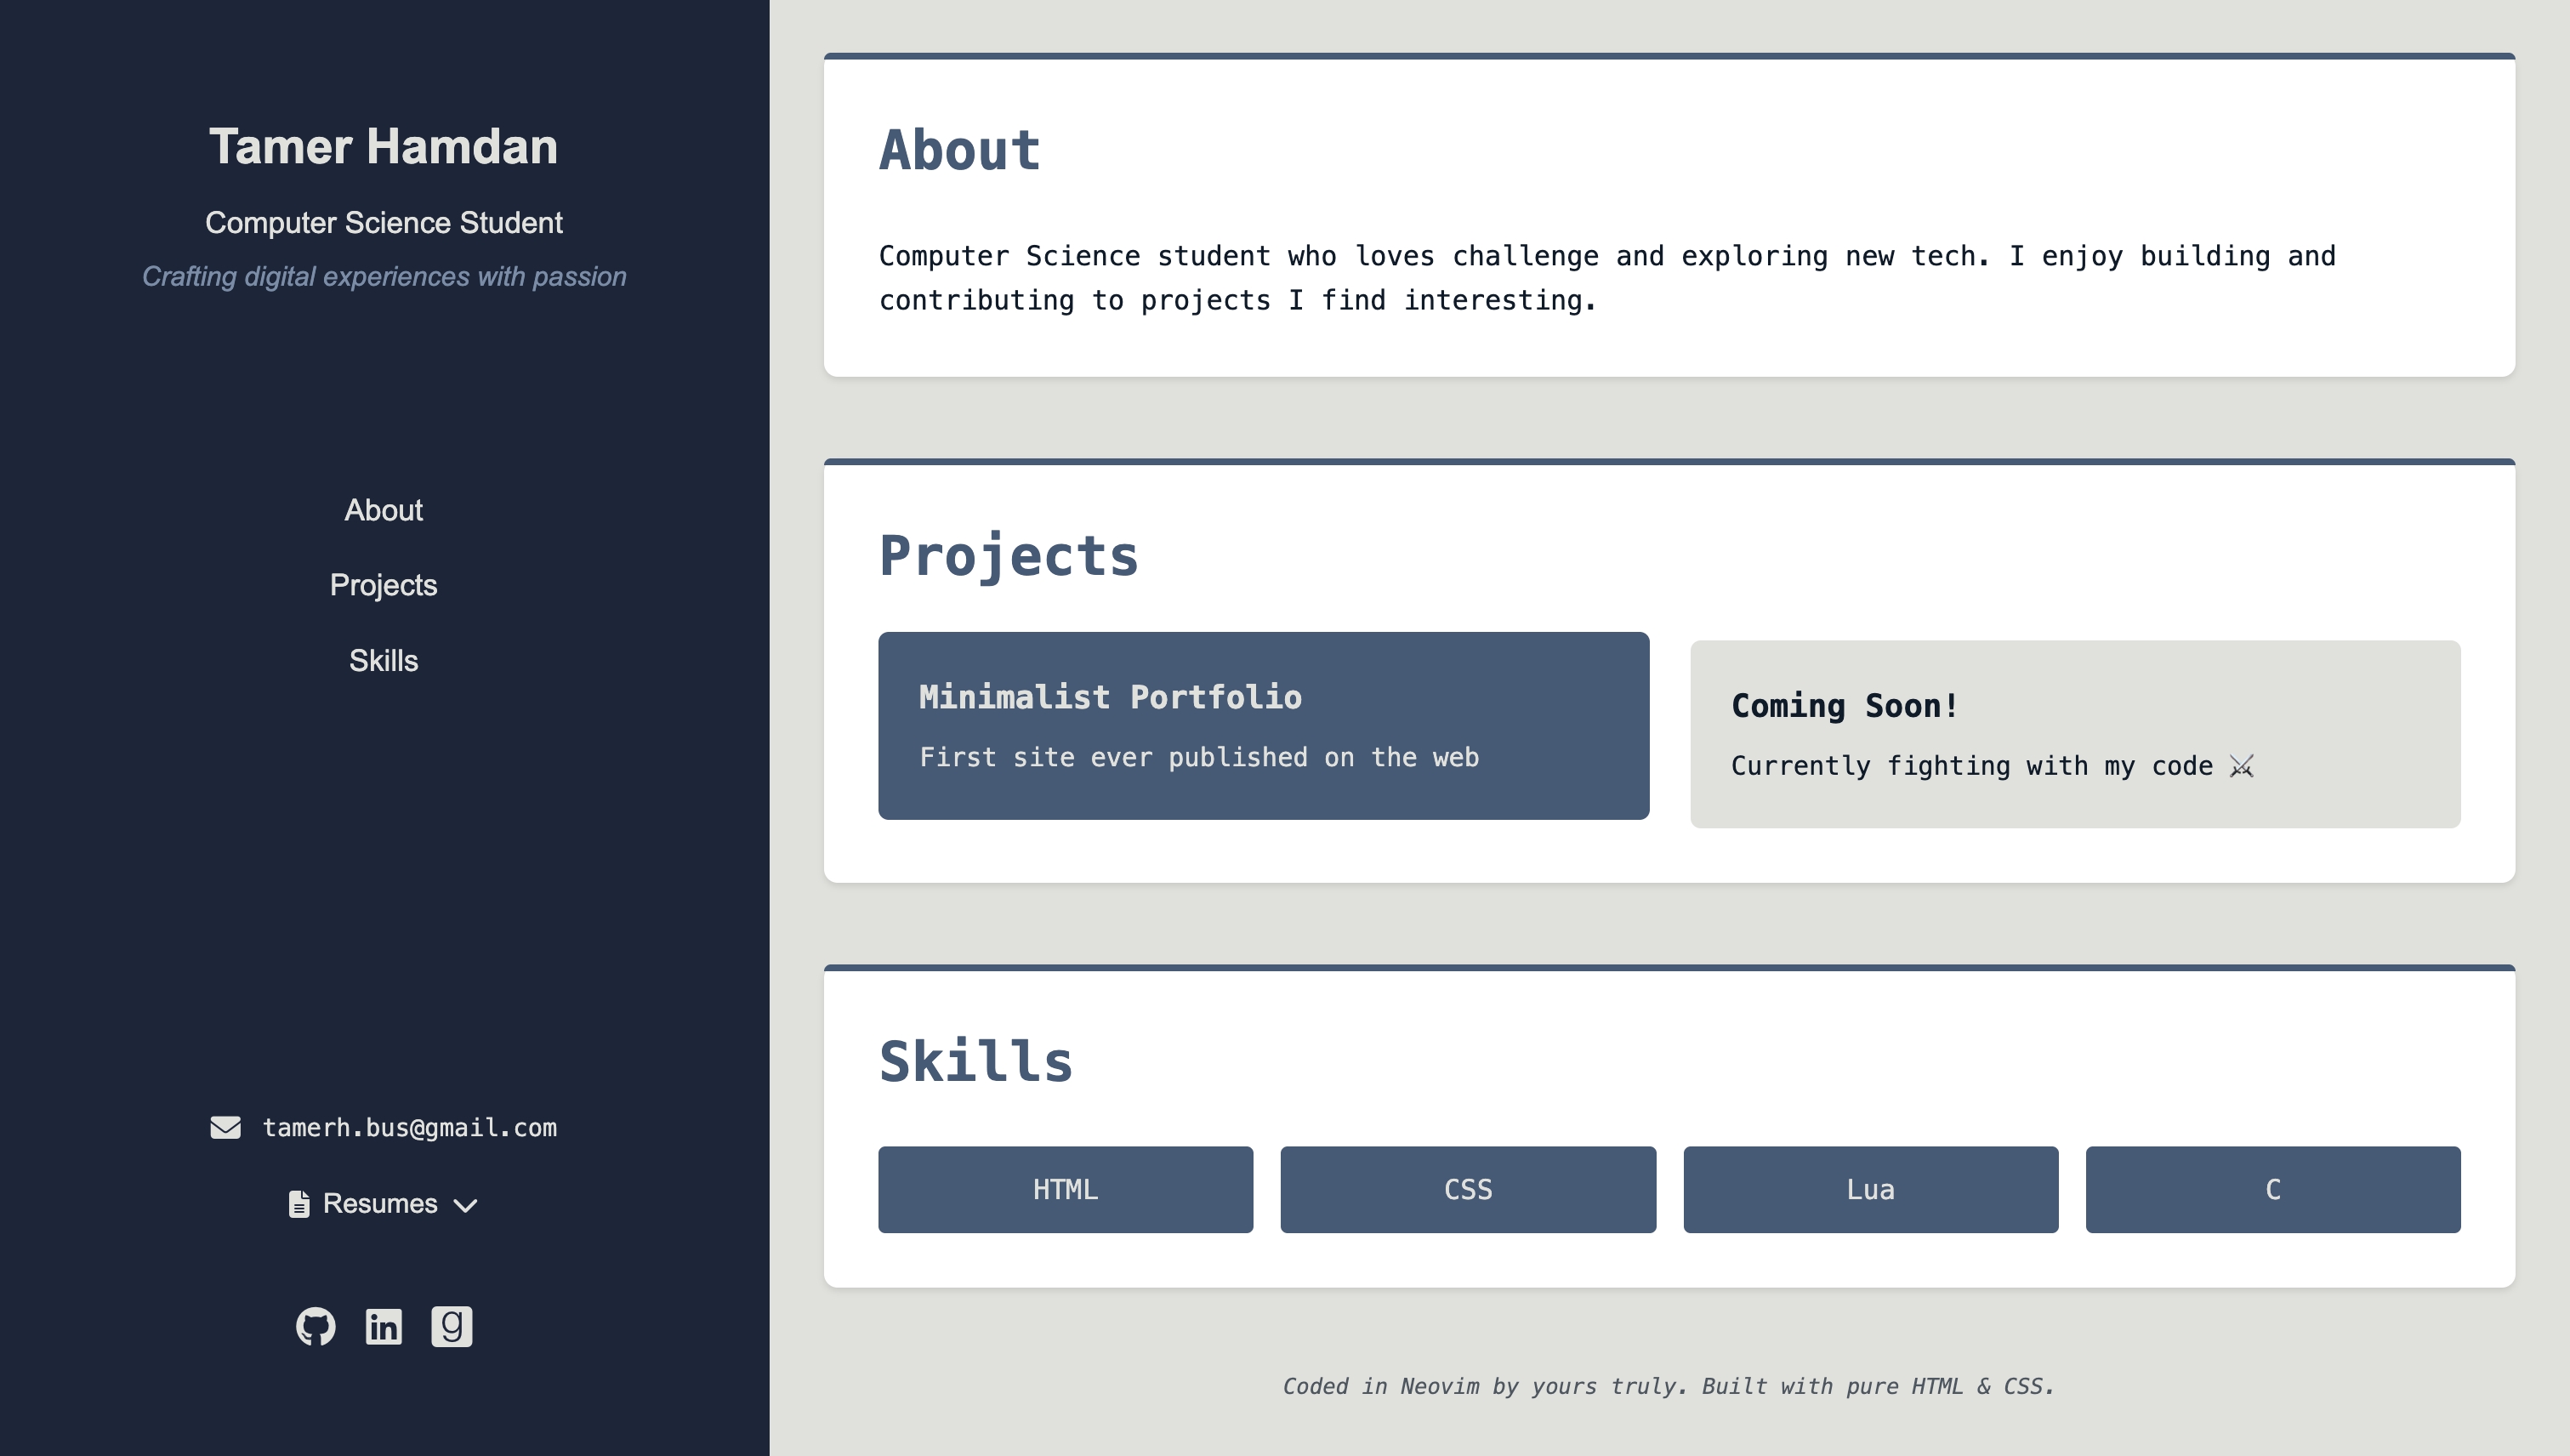 Tamer Hamdan
Computer Science Student
Crafting digital experiences with passion
About
Projects
Skills
tamerh.bus@gmail.com
Resumes
in
g
About
Computer Science student who loves challenge and exploring new tech. I enjoy building and
contributing to projects I find interesting.
Projects
Minimalist Portfolio
First site ever published on the web
Coming Soon!
Currently fighting with my code ⚔
Skills
HTML
CSS
Lua
C
Coded in Neovim by yours truly. Built with pure HTML & CSS.